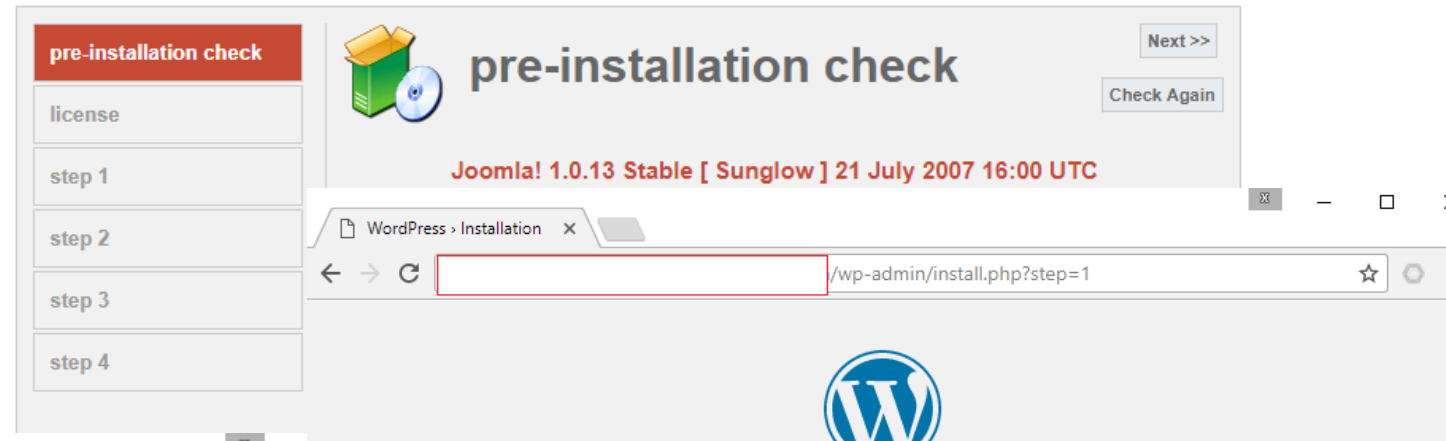 pre-installation check
license
step 1
step 2
step 3
step 4
pre-installation check
Next >>
Check Again
Joomla! 1.0.13 Stable [ Sunglow ] 21 July 2007 16:00 UTC
WordPress › Installation
/wp-admin/install.php?step=1
W